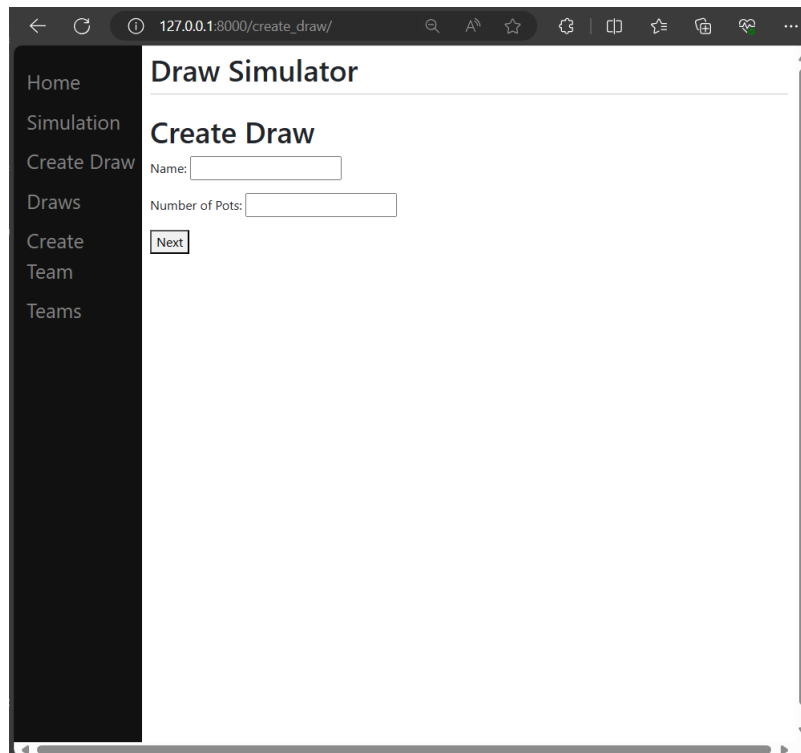 127.0.0.1:8000/create_draw/
Home
Simulation
Create Draw
Draws
Create
Team
Teams
Draw Simulator
Create Draw
Name:
Number of Pots:
Next